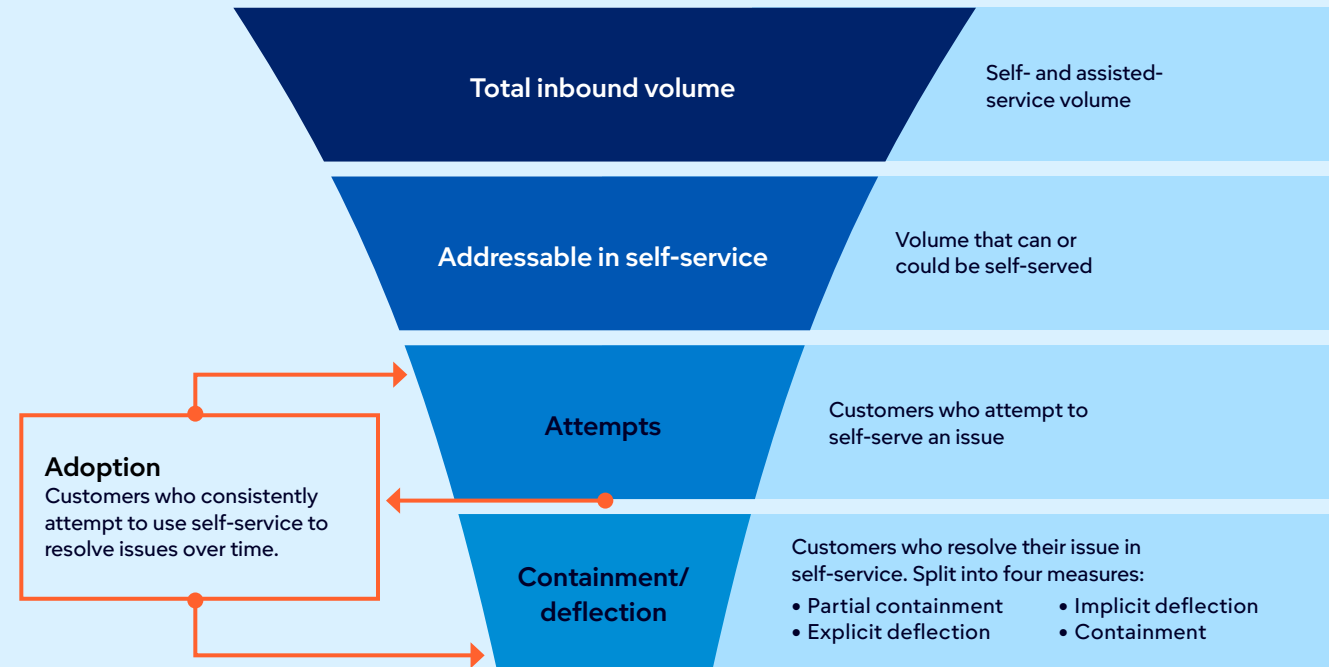 Total inbound volume
Self- and assisted-
service volume
Addressable in self-service
Volume that can or
could be self-served
Attempts
Customers who attempt to
self-serve an issue
Adoption
Customers who consistently
attempt to use self-service to
resolve issues over time.
Containment/
deflection
Customers who resolve their issue in
self-service. Split into four measures:
• Partial containment
• Explicit deflection
• Implicit deflection
• Containment